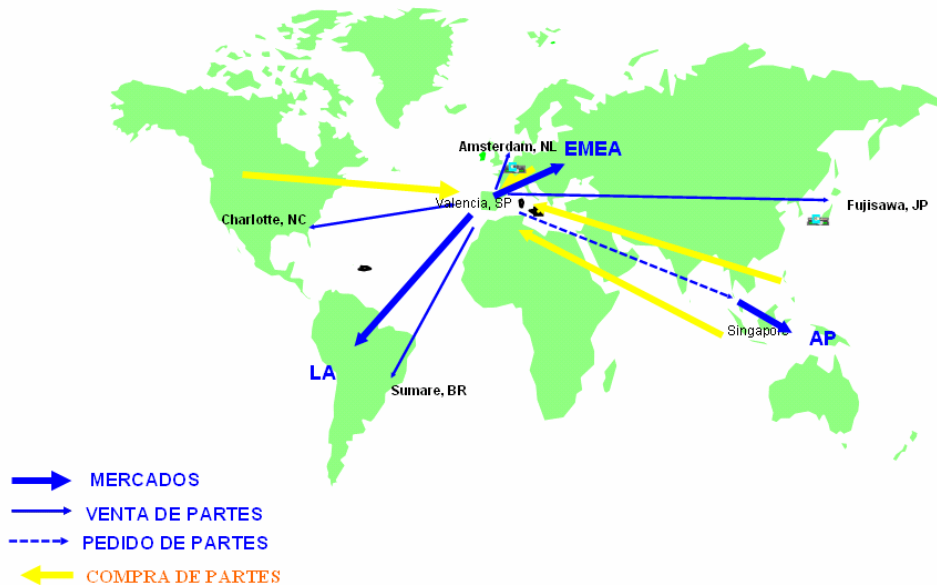 Amsterdam, NL
EMEA
Valencia, SP
Fujisawa, JP
Charlotte, NC
Singapore
AP
LA
Sumare, BR
MERCADOS
VENTA DE PARTES
PEDIDO DE PARTES
COMPRA DE PARTES